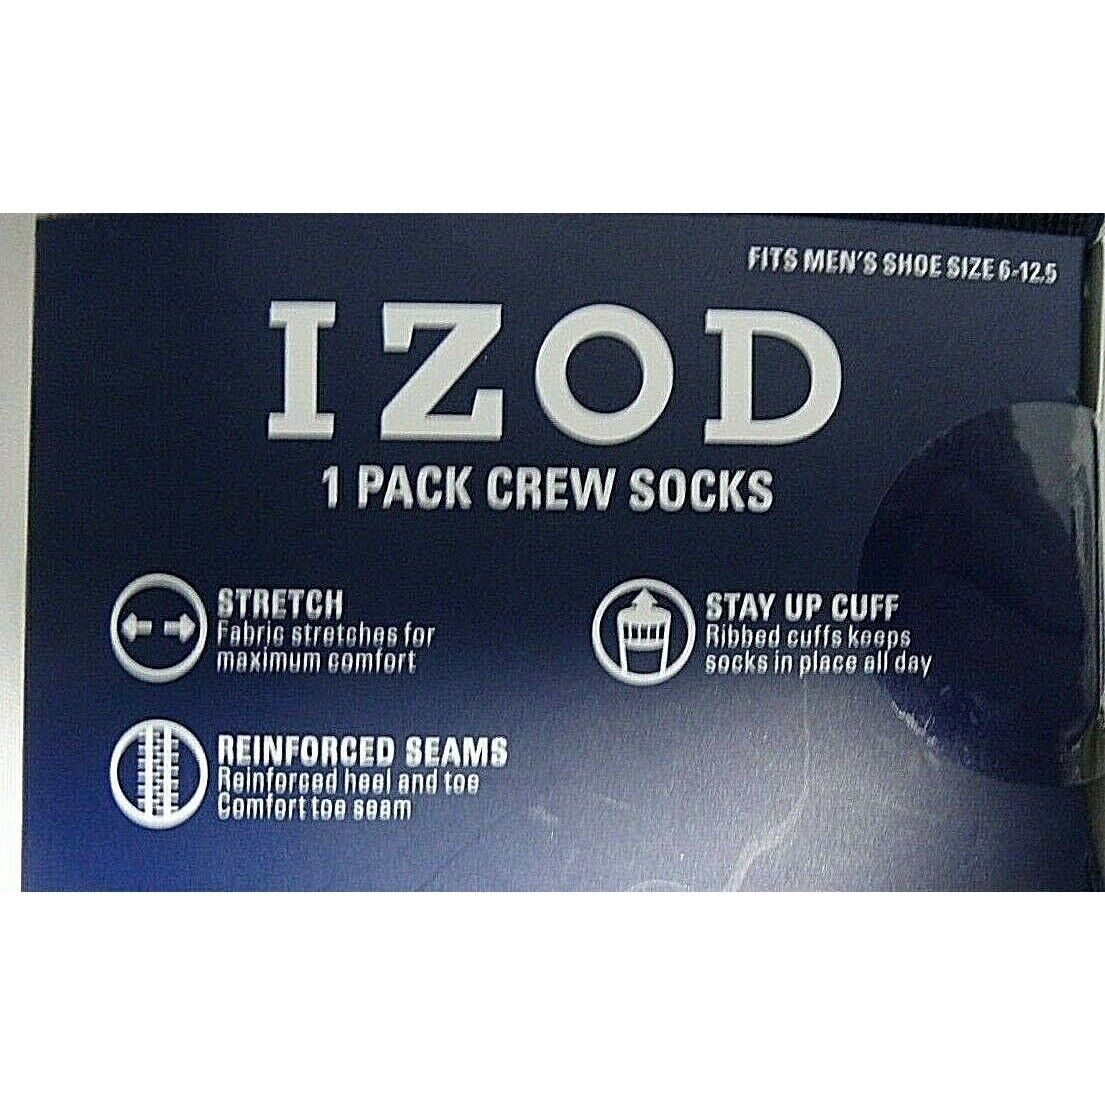 FITS MEN'S SHOE SIZE 6-12.5
IZOD
1 PACK CREW SOCKS
STRETCH
Fabric stretches for
maximum comfort
STAY UP CUFF
Ribbed cuffs keeps
socks in place all day
REINFORCED SEAMS
Reinforced heel and toe
Comfort toe seam